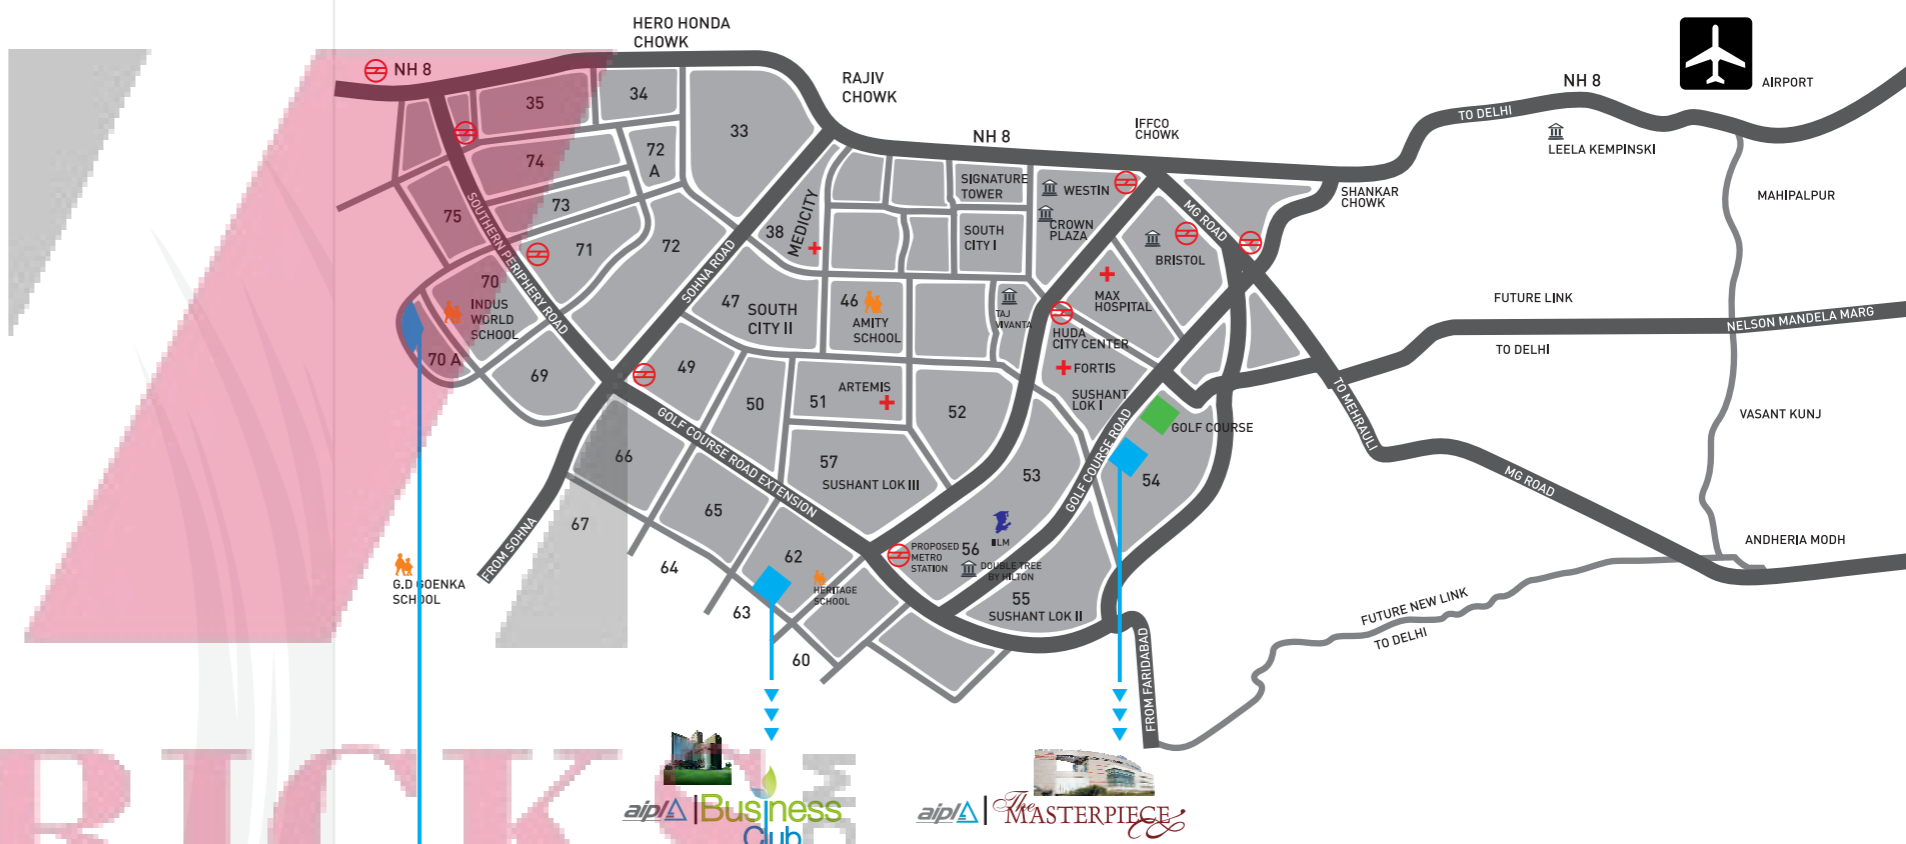 HERO HONDA
CHOWK
NH 8
RAJIV
CHOWK
NH 8
IFFCO
CHOWK
TO DELHI
NH 8
AIRPORT
LEELA KEMPINSKI
SHANKAR
CHOWK
MAHIPALPUR
35
34
33
74
72
A
73
75
71
72
SOUTHERN PERIPHERY ROAD
SOHNA ROAD
38
MEDICITY
SIGNATURE
TOWER
SOUTH
CITY I
WESTIN
CROWN
PLAZA
MG ROAD
BRISTOL
MAX
HOSPITAL
70
INDUS
WORLD
SCHOOL
70 A
69
47
SOUTH
CITY II
46
AMITY
SCHOOL
TAJ
VIVANTA
HUDA
CITY CENTER
FORTIS
SUSHANT
LOK I
FUTURE LINK
NELSON MANDELA MARG
TO DELHI
49
50
51
ARTEMIS
52
GOLF COURSE
GOLF COURSE ROAD
TO MEHRAULI
VASANT KUNJ
GOLF COURSE ROAD EXTENSION
66
57
SUSHANT LOK III
53
54
MG ROAD
65
67
FROM SOHNA
64
62
HERITAGE
SCHOOL
63
60
PROPOSED
METRO
STATION
56
IILM
DOUBLE TREE
BY HILTON
55
SUSHANT LOK II
ANDHERIA MODH
G.D GOENKA
SCHOOL
FUTURE NEW LINK
TO DELHI
FROM FARIDABAD
aipl Business
Club
aipl The
MASTERPIECE
RICKS